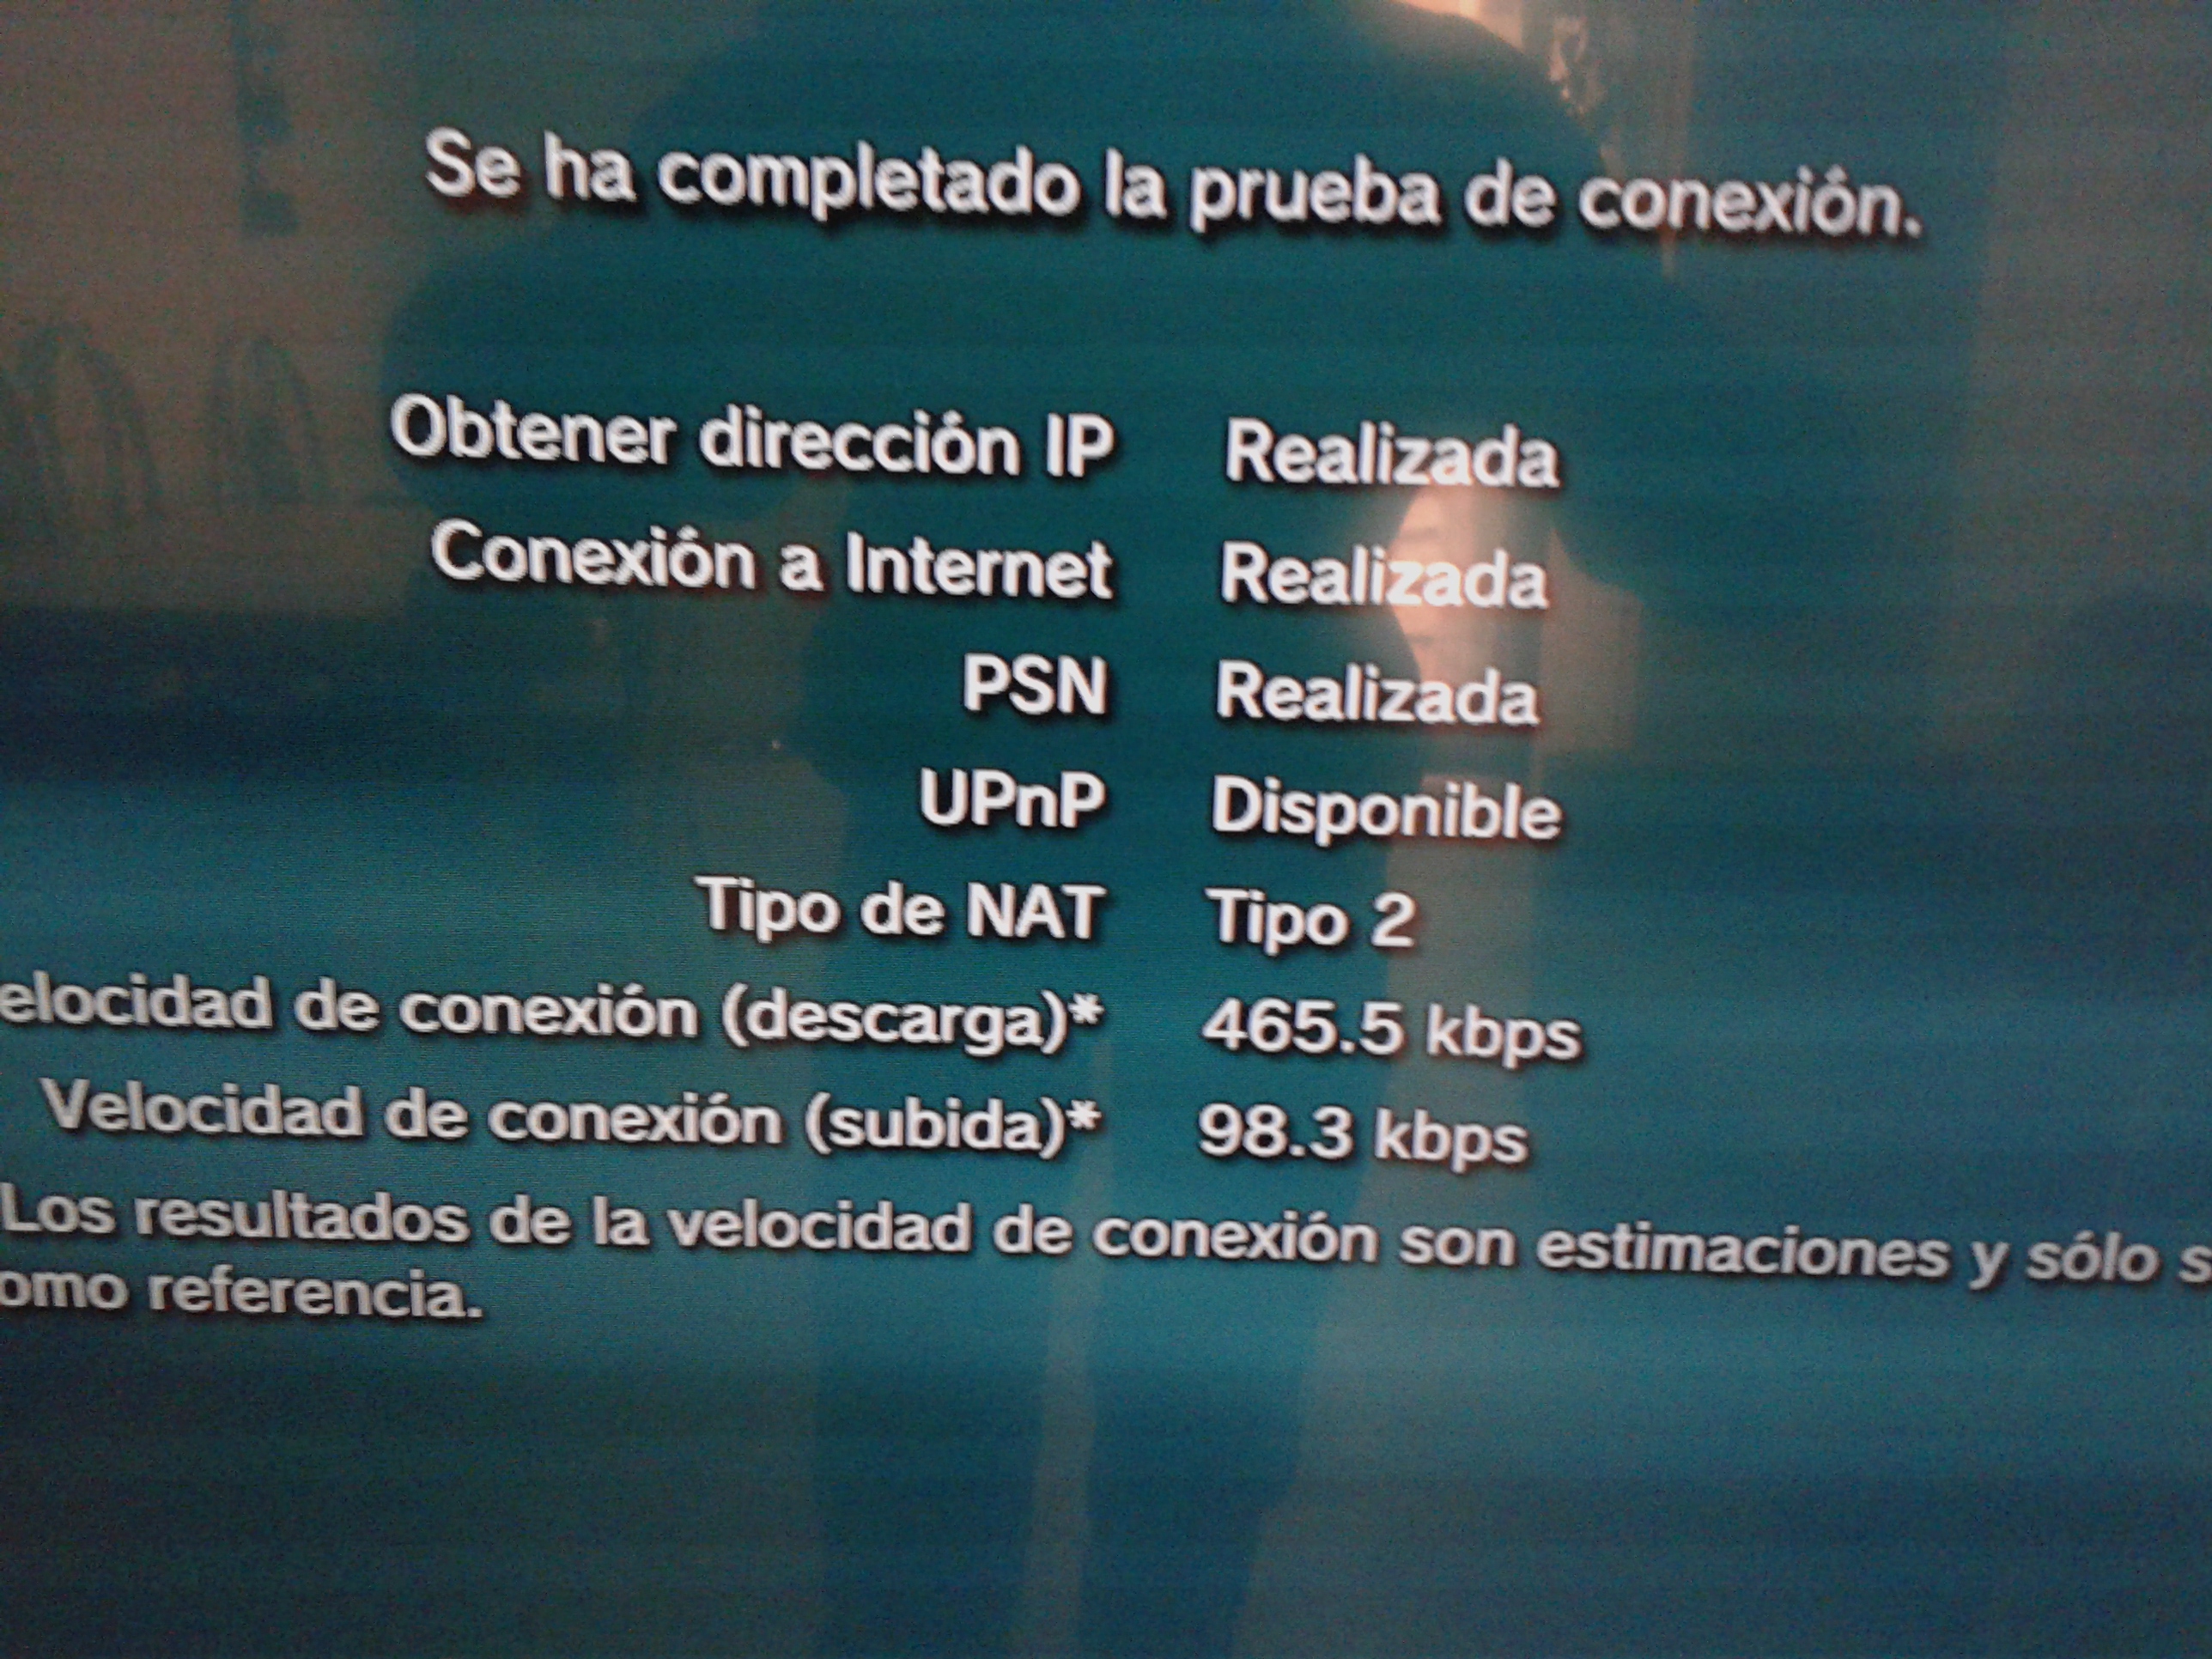 Se ha completado la prueba de conexión.
Obtener dirección IP Realizada
Conexión a Internet Realizada
PSN Realizada
UPnP Disponible
Tipo de NAT Tipo 2
elocidad de conexión (descarga)* 465.5 kbps
Velocidad de conexión (subida)* 98.3 kbps
Los resultados de la velocidad de conexión son estimaciones y sólo s
omo referencia.